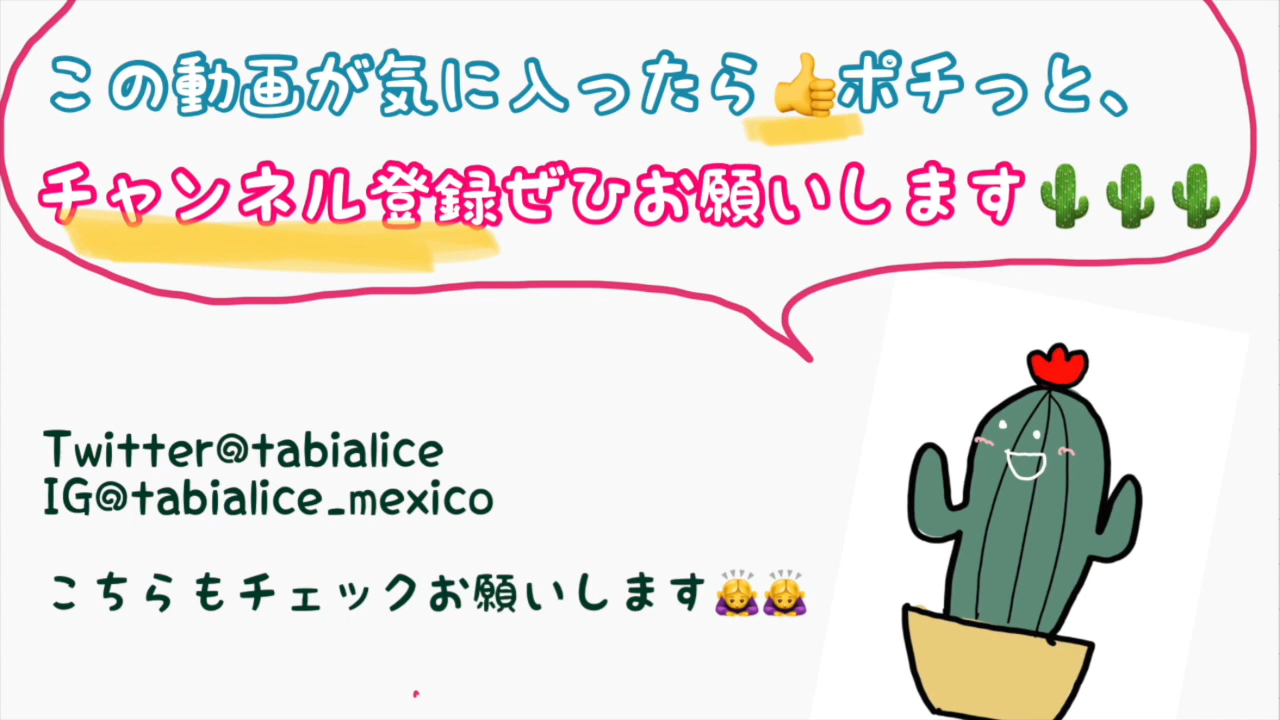 この動画が気に入ったら👍ポチっと、
チャンネル登録ぜひお願いします🌵🌵🌵
Twitter@tabialice
IG@tabialice_mexico
こちらもチェックお願いします🙇‍♀️🙇‍♀️